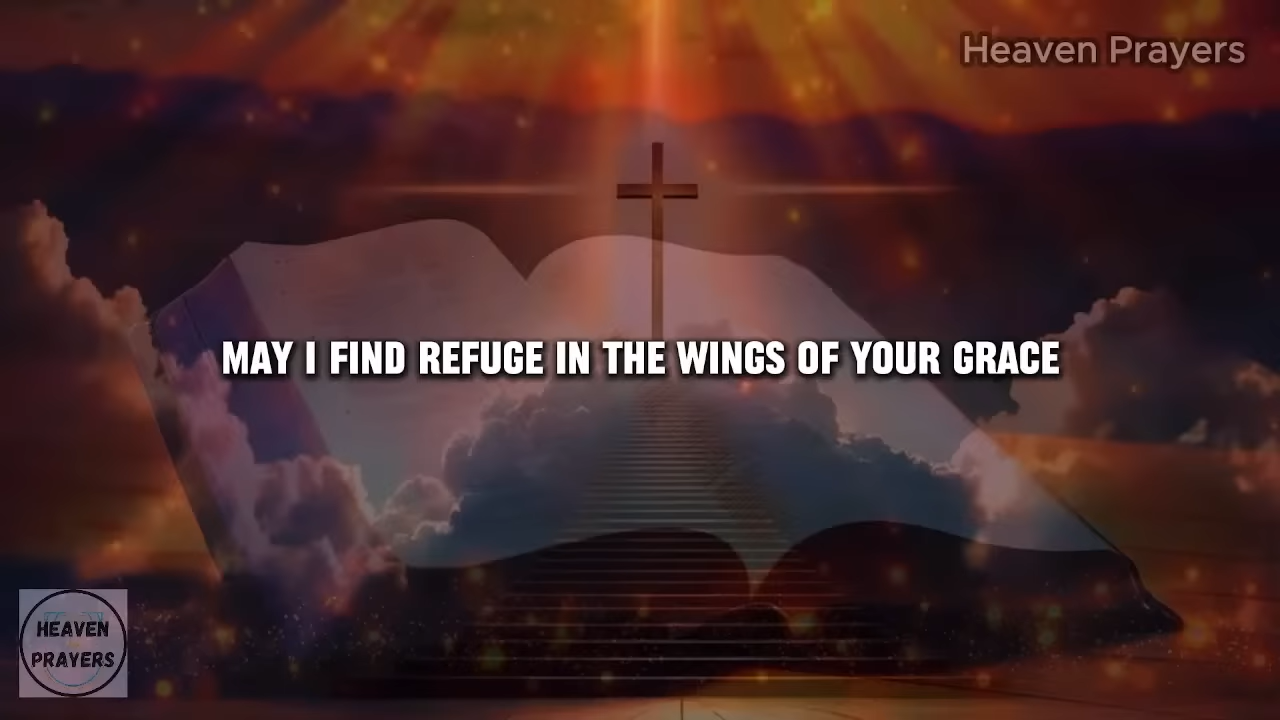 Heaven Prayers
MAY I FIND REFUGE IN THE WINGS OF YOUR GRACE
HEAVEN
PRAYERS